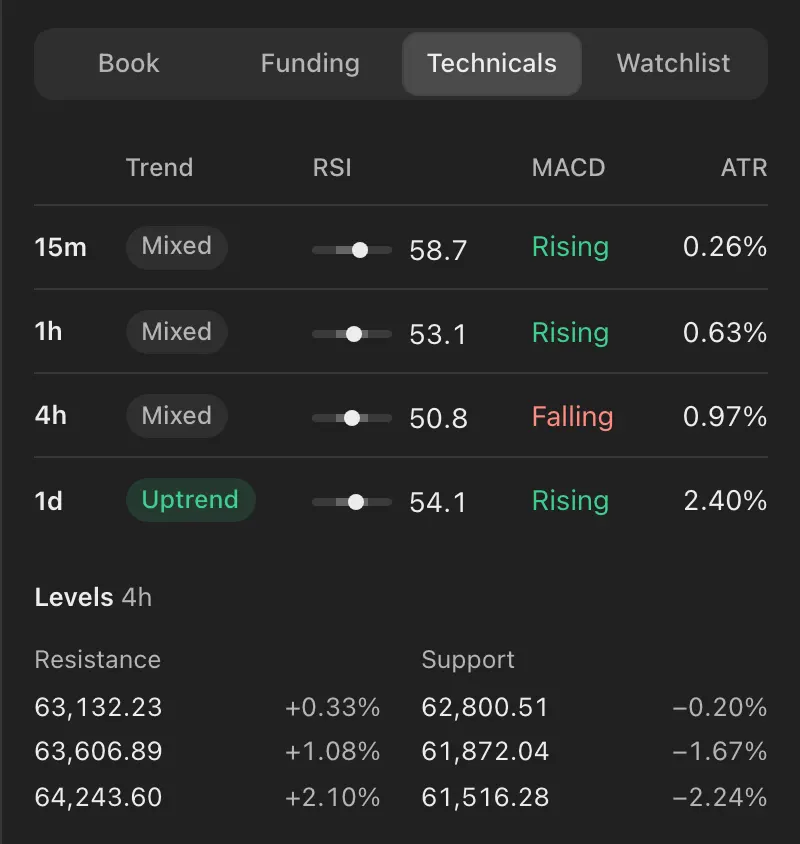 Book Funding Technicals Watchlist
Trend RSI MACD ATR
15m Mixed 58.7 Rising 0.26%
1h Mixed 53.1 Rising 0.63%
4h Mixed 50.8 Falling 0.97%
1d Uptrend 54.1 Rising 2.40%
Levels 4h
Resistance Support
63,132.23 +0.33% 62,800.51 −0.20%
63,606.89 +1.08% 61,872.04 −1.67%
64,243.60 +2.10% 61,516.28 −2.24%